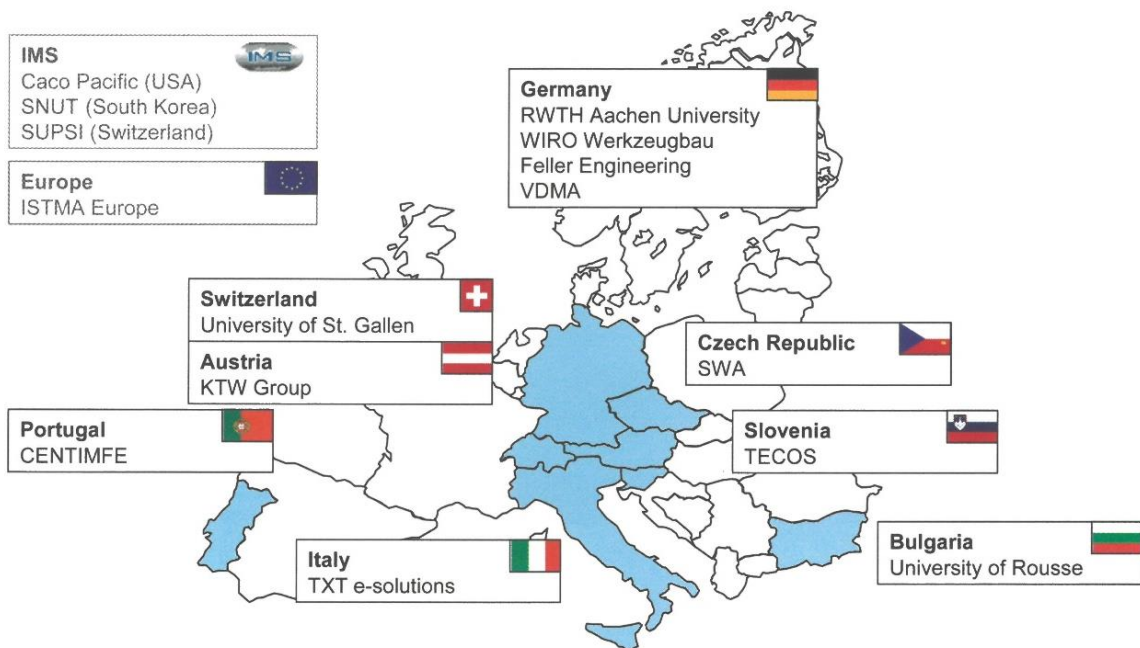 IMS
IMS
Caco Pacific (USA)
SNUT (South Korea)
SUPSI (Switzerland)
Europe
ISTMA Europe
Germany
RWTH Aachen University
WIRO Werkzeugbau
Feller Engineering
VDMA
Switzerland
University of St. Gallen
Austria
KTW Group
Czech Republic
SWA
Portugal
CENTIMFE
Slovenia
TECOS
Italy
TXT e-solutions
Bulgaria
University of Rousse